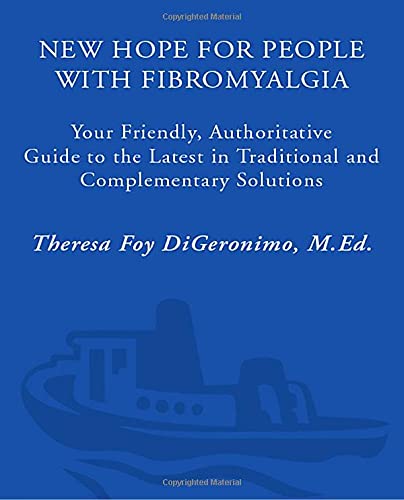 Copyrighted Material
NEW HOPE FOR PEOPLE
WITH FIBROMYALGIA
Your Friendly, Authoritative
Guide to the Latest in Traditional and
Complementary Solutions
Theresa Foy DiGeronimo, M.Ed.
Copyrighted Material